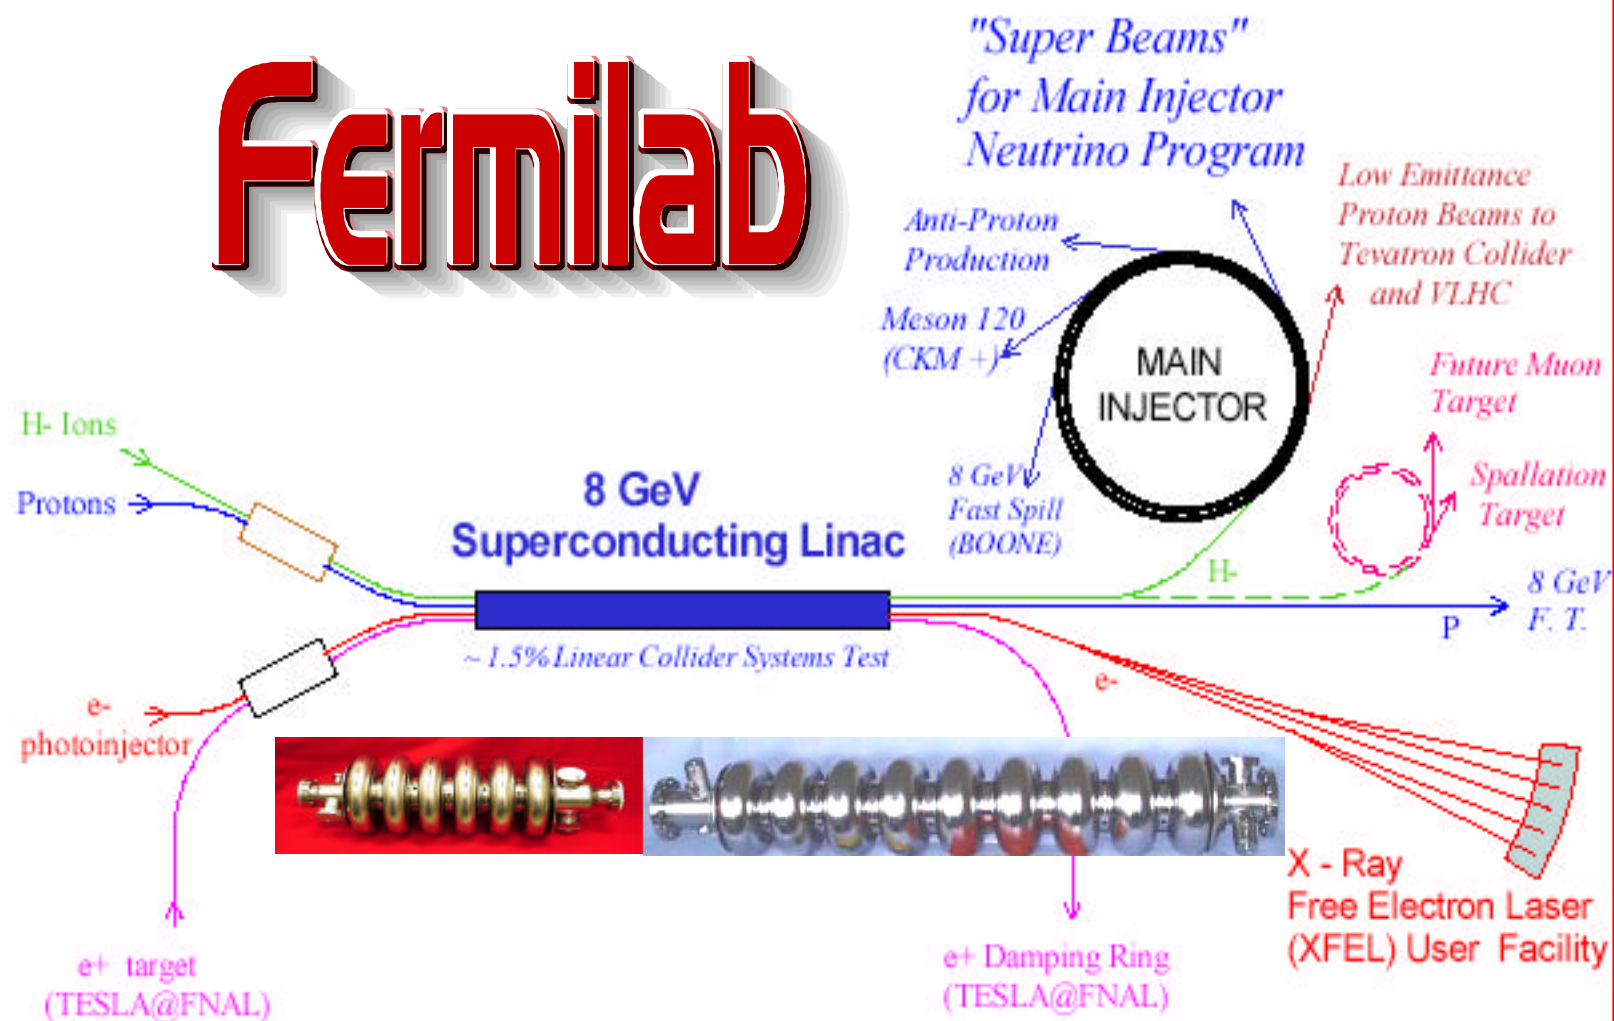 Fermilab
"Super Beams"
for Main Injector
Neutrino Program
Low Emittance
Proton Beams to
Tevatron Collider
and VLHC
Anti-Proton
Production
Meson 120
(CKM +)
MAIN
INJECTOR
Future Muon
Target
Spallation
Target
8 GeV
Fast Spill
(BOONE)
H- Ions
Protons
8 GeV
Superconducting Linac
H-
8 GeV
F. T.
P
~ 1.5% Linear Collider Systems Test
e-
e-
photoinjector
X - Ray
Free Electron Laser
(XFEL) User Facility
e+ target
(TESLA@FNAL)
e+ Damping Ring
(TESLA@FNAL)